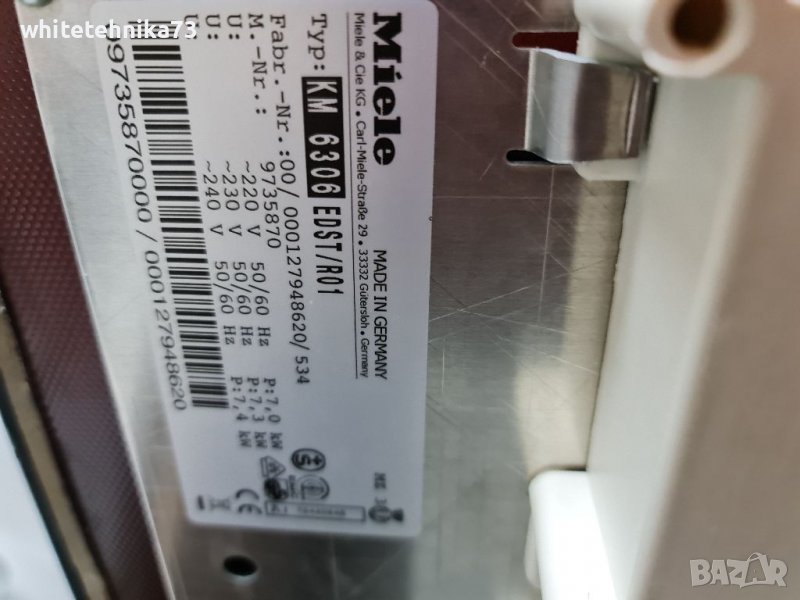 whitetehnika73
Miele
MADE IN GERMANY
Miele & Cie KG • Carl-Miele-Straße 29 • 33332 Gütersloh • Germany
Typ: KM 6306 EDST/R01
Fabr.-Nr.:00/ 000127948620/ 534
M.-Nr.: 9735870
U: ~220 V 50/60 Hz P:7,0 kW
U: ~230 V 50/60 Hz P:7,3 kW
U: ~240 V 50/60 Hz P:7,4 kW
9735870000 / 000127948620
CE
BAZAR